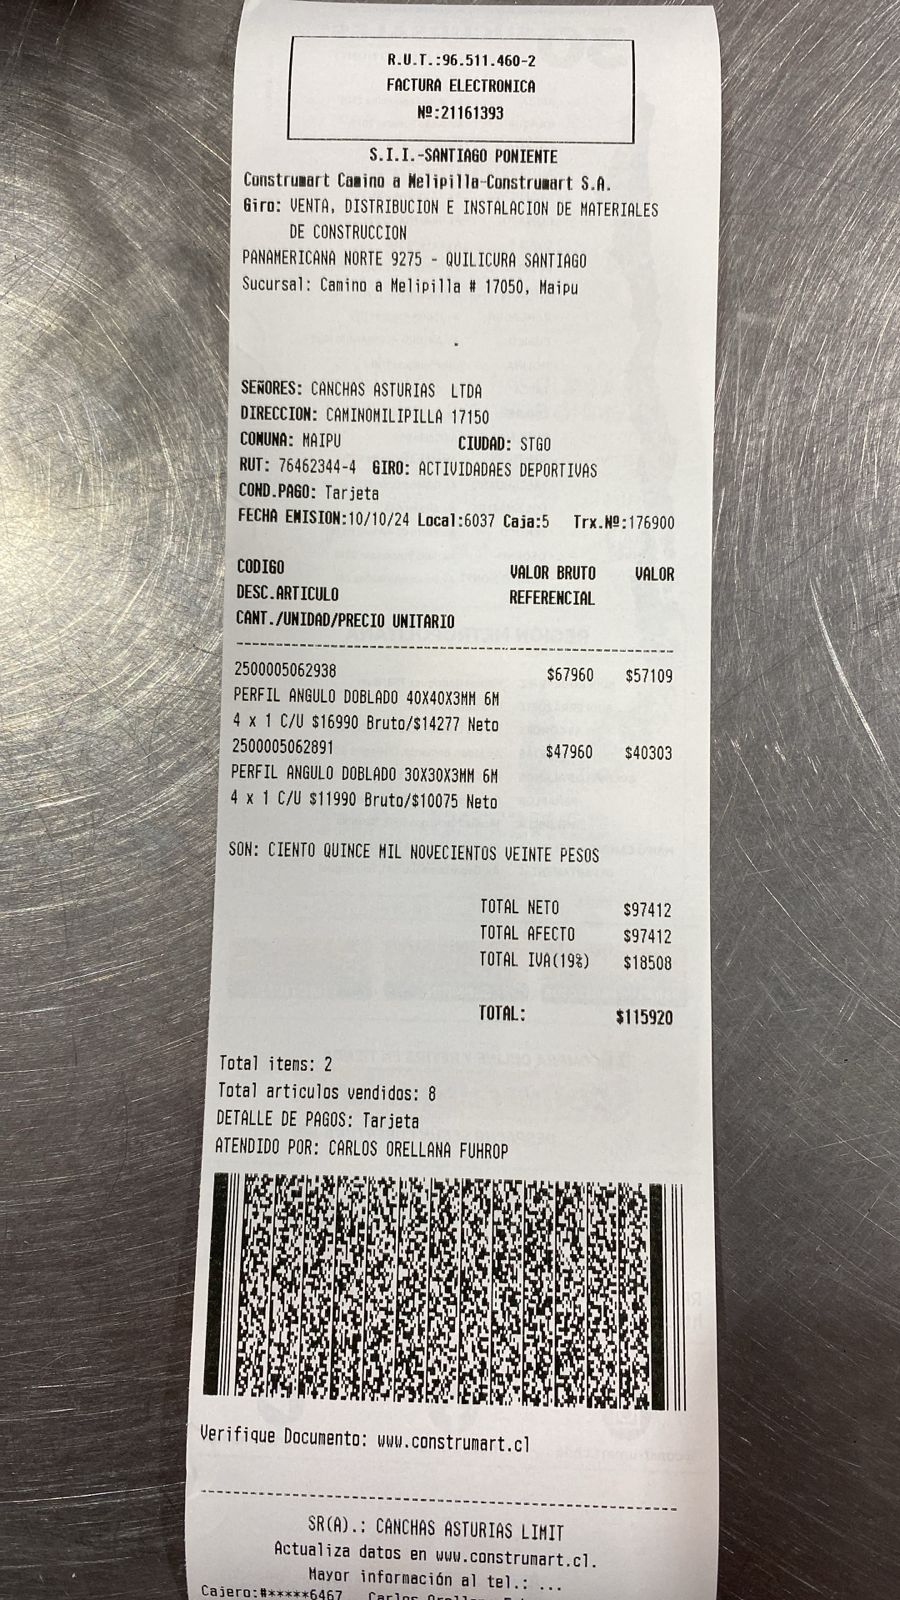 R.U.T.:96.511.460-2
FACTURA ELECTRONICA
Nº:21161393
S.I.I.-SANTIAGO PONIENTE
Construmart Camino a Melipilla-Construmart S.A.
Giro: VENTA, DISTRIBUCION E INSTALACION DE MATERIALES
DE CONSTRUCCION
PANAMERICANA NORTE 9275 - QUILICURA SANTIAGO
Sucursal: Camino a Melipilla # 17050, Maipu
SEÑORES: CANCHAS ASTURIAS LTDA
DIRECCION: CAMINOMILIPILLA 17150
COMUNA: MAIPU CIUDAD: STGO
RUT: 76462344-4 GIRO: ACTIVIDADAES DEPORTIVAS
COND.PAGO: Tarjeta
FECHA EMISION:10/10/24 Local:6037 Caja:5 Trx.Nº:176900
CODIGO VALOR BRUTO VALOR
DESC.ARTICULO REFERENCIAL
CANT./UNIDAD/PRECIO UNITARIO
2500005062938 $67960 $57109
PERFIL ANGULO DOBLADO 40X40X3MM 6M
4 x 1 C/U $16990 Bruto/$14277 Neto
2500005062891 $47960 $40303
PERFIL ANGULO DOBLADO 30X30X3MM 6M
4 x 1 C/U $11990 Bruto/$10075 Neto
SON: CIENTO QUINCE MIL NOVECIENTOS VEINTE PESOS
TOTAL NETO $97412
TOTAL AFECTO $97412
TOTAL IVA(19%) $18508
TOTAL: $115920
Total items: 2
Total articulos vendidos: 8
DETALLE DE PAGOS: Tarjeta
ATENDIDO POR: CARLOS ORELLANA FUHROP
Verifique Documento: www.construmart.cl
SR(A).: CANCHAS ASTURIAS LIMIT
Actualiza datos en www.construmart.cl.
Mayor información al tel.: ...
Cajero:#*****6467 Carlos